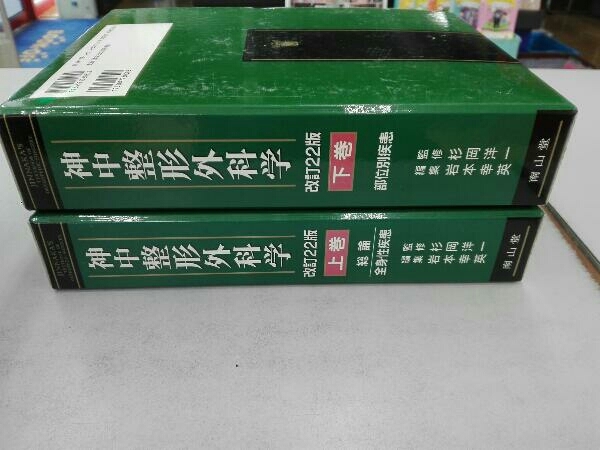 神中整形外科学
改訂22版
下巻
部位別疾患
監修 杉岡洋一
編集 岩本幸英
南山堂
神中整形外科学
改訂22版
上巻
総論
全身性疾患
監修 杉岡洋一
編集 岩本幸英
南山堂